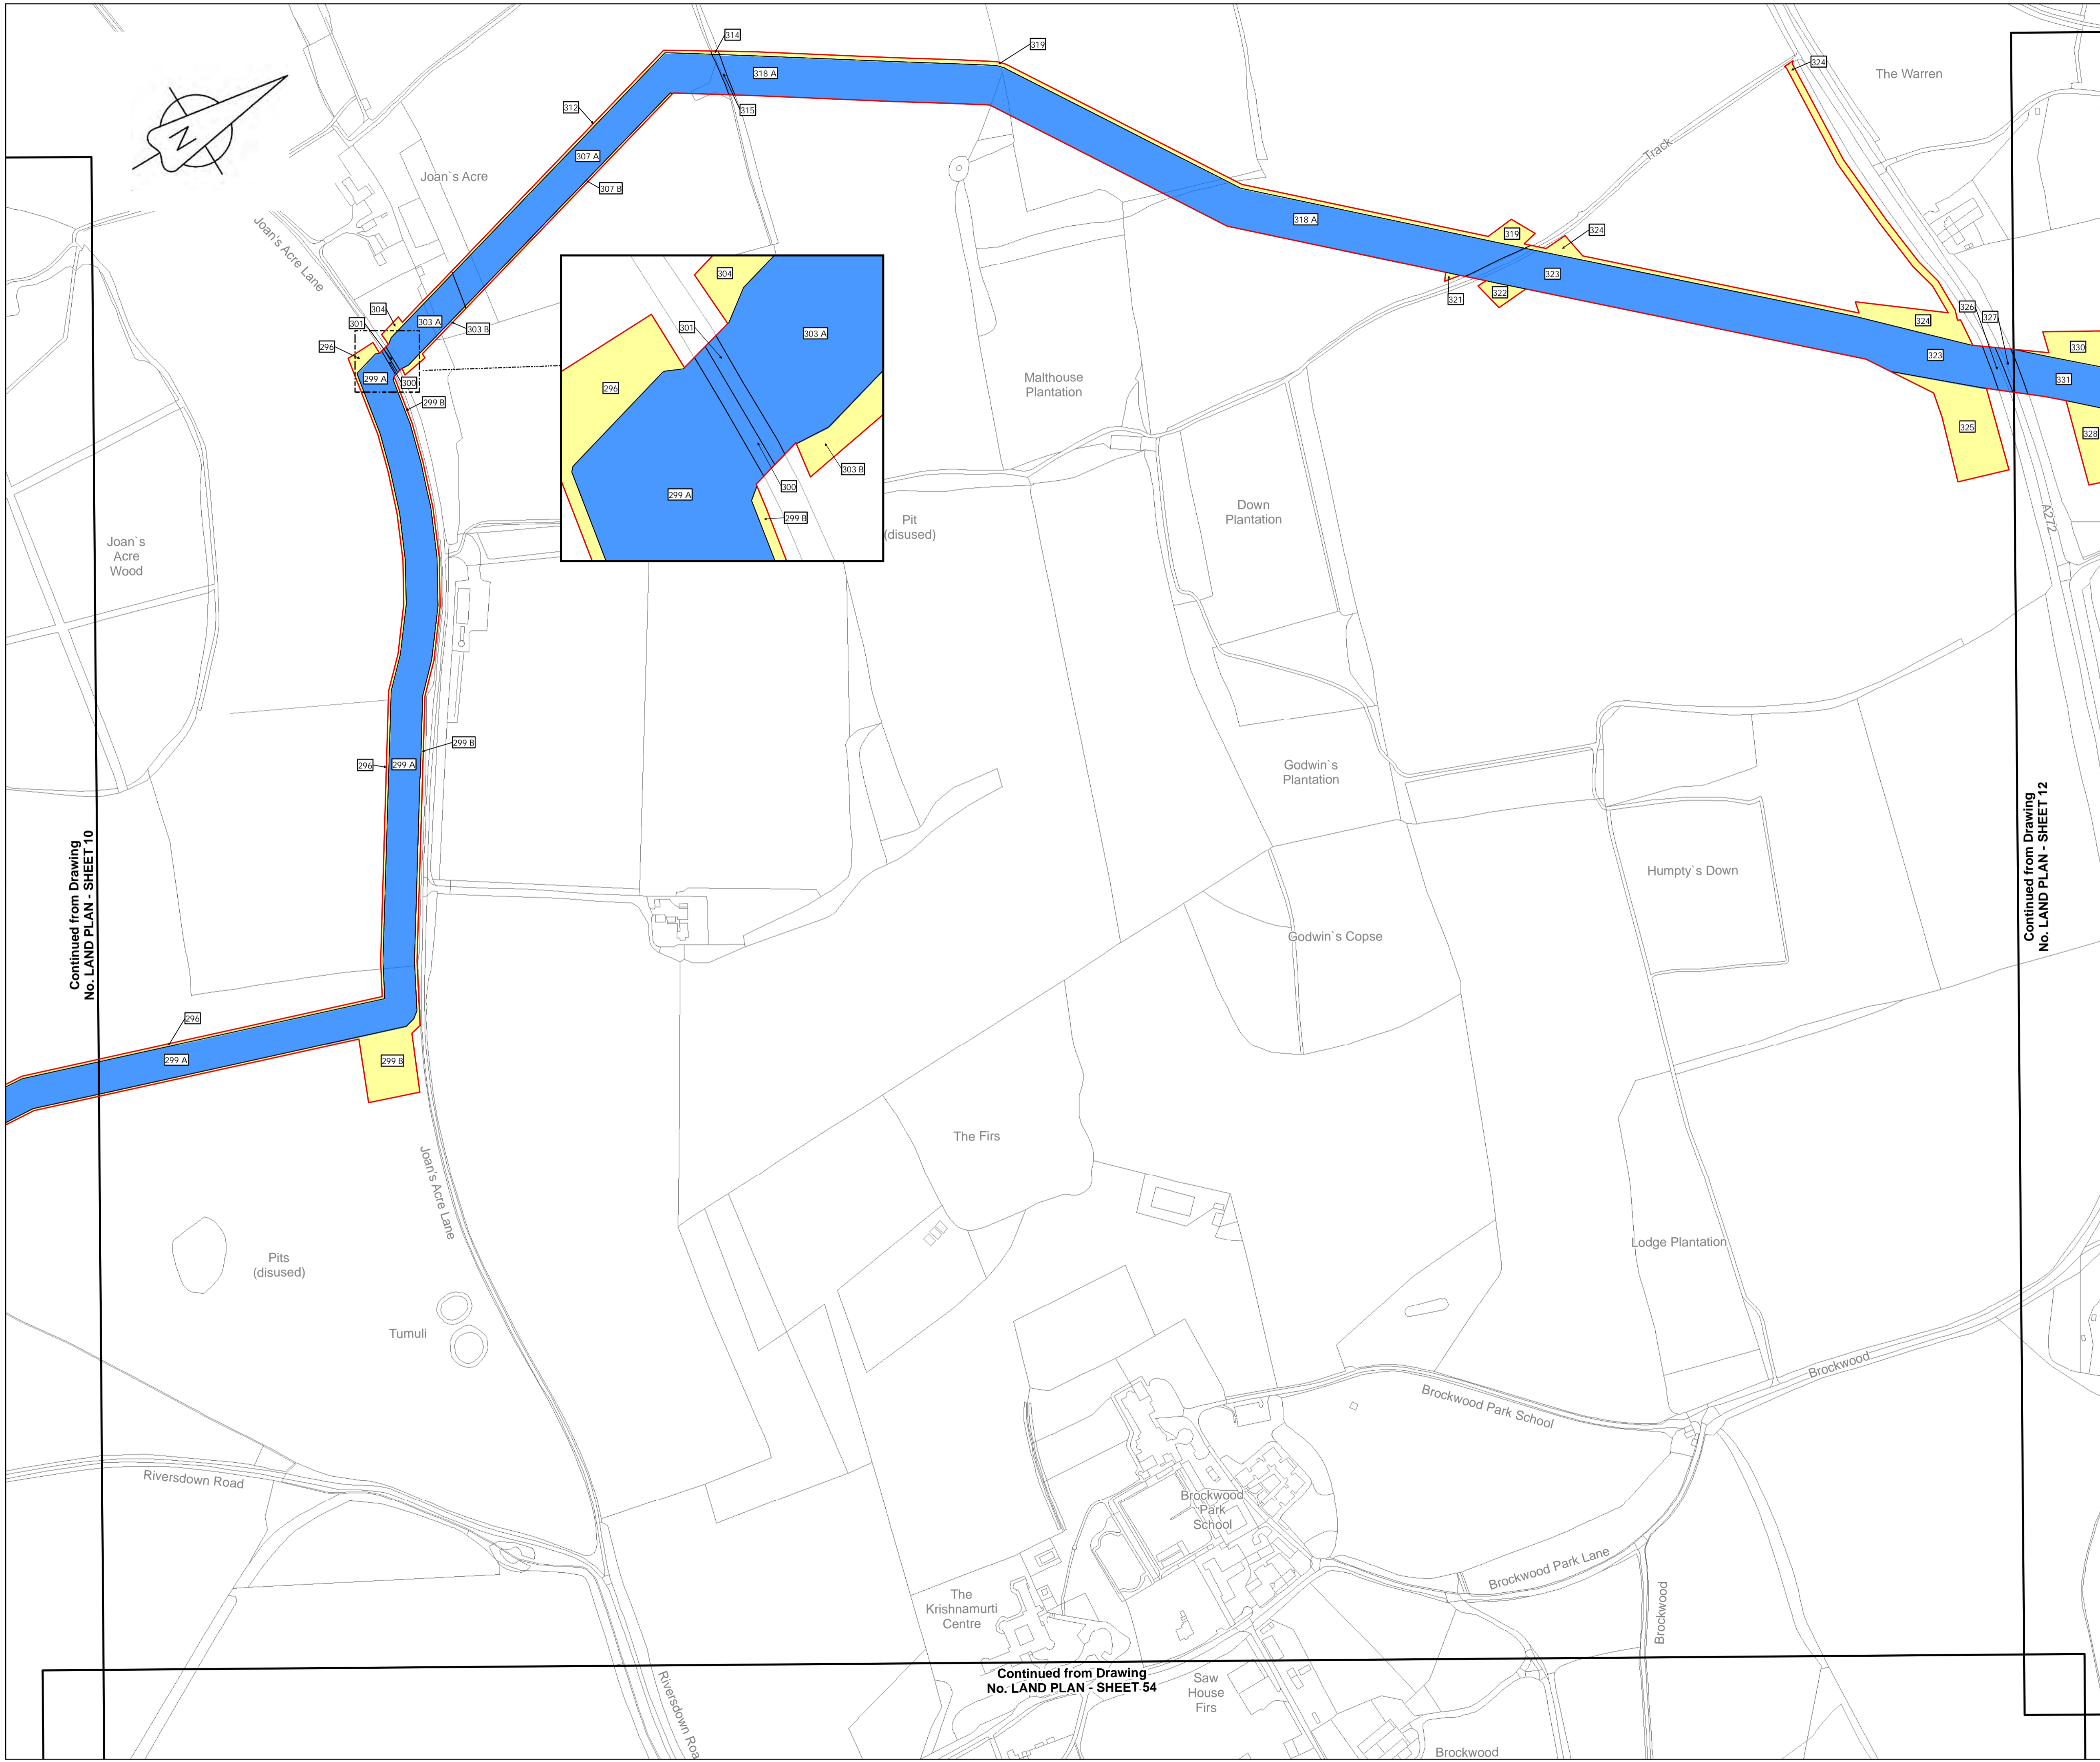 314
319
324
The Warren
318 A
315
312
307 A
307 B
Joan`s Acre
Track
N
Joan's Acre Lane
318 A
319
324
323
322
321
304
301
303 A
303 B
296
299 A
300
299 B
304
301
303 A
296
303 B
299 A
300
299 B
326
327
324
323
330
331
325
328
A272
Malthouse
Plantation
Down
Plantation
Pit
(disused)
Joan`s
Acre
Wood
299 B
296
299 A
Godwin`s
Plantation
Humpty`s Down
Godwin`s Copse
Continued from Drawing
No. LAND PLAN - SHEET 10
Continued from Drawing
No. LAND PLAN - SHEET 12
296
299 A
299 B
Joan's Acre Lane
The Firs
Lodge Plantation
Pits
(disused)
Tumuli
Brockwood
Brockwood Park School
Riversdown Road
Brockwood
Park
School
Brockwood Park Lane
Brockwood
The
Krishnamurti
Centre
Riversdown Roa
Continued from Drawing
No. LAND PLAN - SHEET 54
Saw
House
Firs
Brockwood